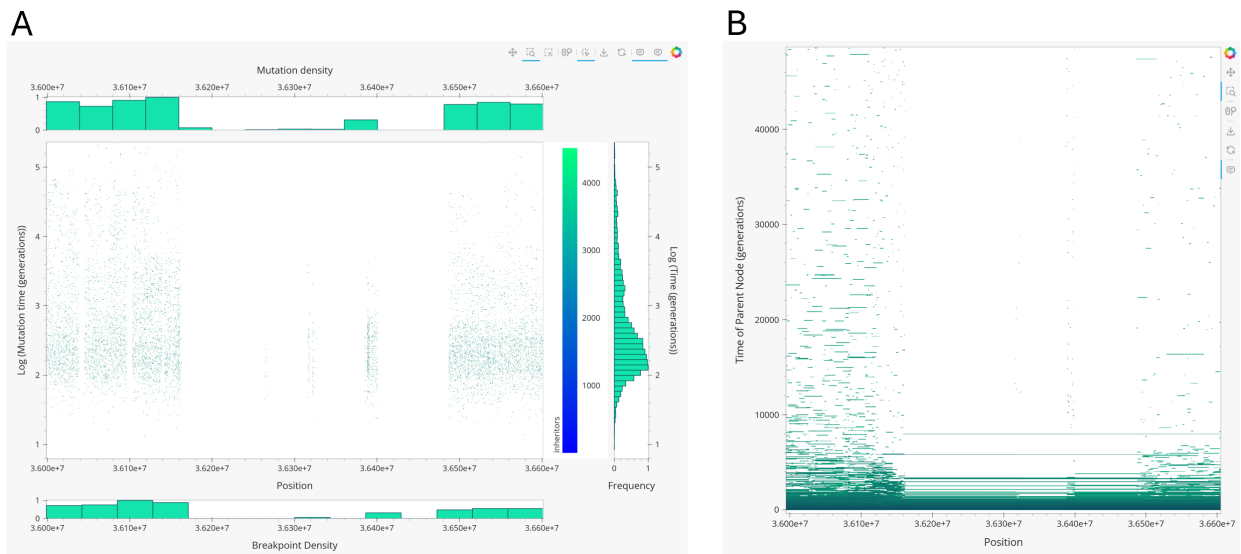 A
B
Mutation density
3.600e+7 3.610e+7 3.620e+7 3.630e+7 3.640e+7 3.650e+7 3.660e+7
1
0
Log (Mutation time (generations))
5
4
3
2
1
3.600e+7 3.610e+7 3.620e+7 3.630e+7 3.640e+7 3.650e+7 3.660e+7
Position
inheritors
4000
3000
2000
1000
5
4
3
2
1
Log (Time (generations))
0 1
Frequency
1
0
3.600e+7 3.610e+7 3.620e+7 3.630e+7 3.640e+7 3.650e+7 3.660e+7
Breakpoint Density
Time of Parent Node (generations)
40000
30000
20000
10000
0
3.600e+7 3.610e+7 3.620e+7 3.630e+7 3.640e+7 3.650e+7 3.660e+7
Position